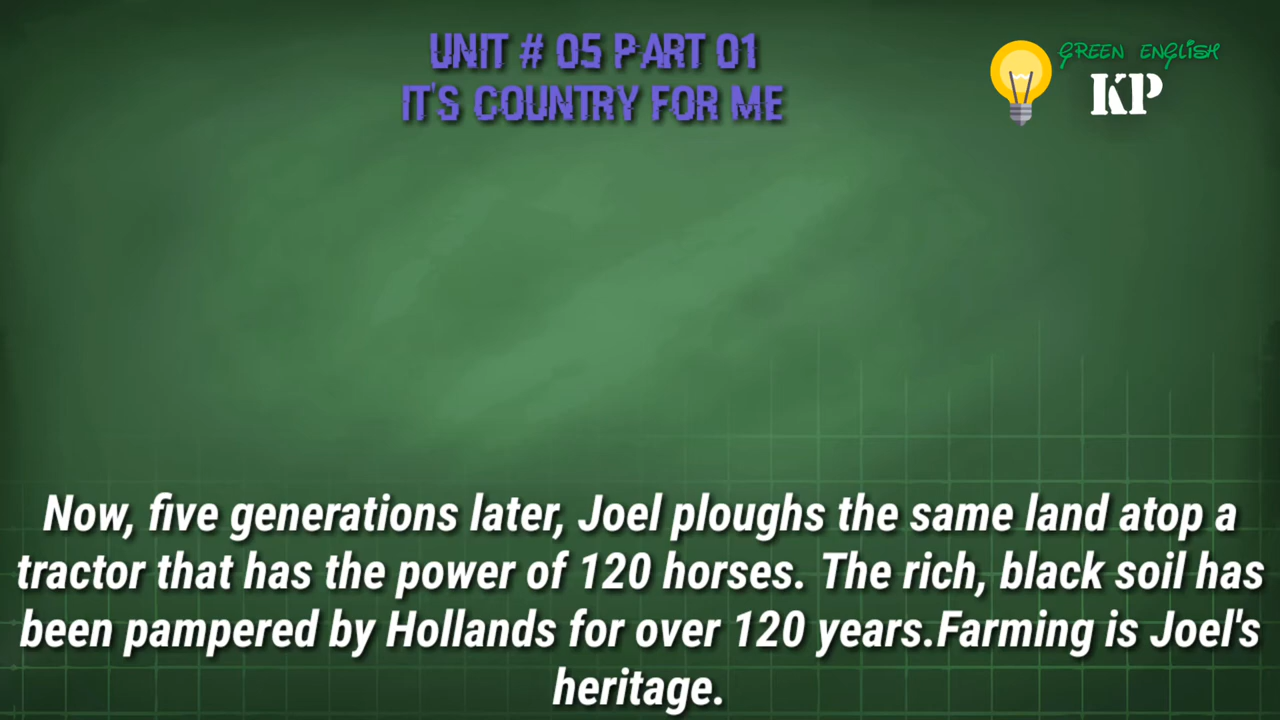 UNIT # 05 PART 01
IT'S COUNTRY FOR ME
GREEN ENGLISH
KP
Now, five generations later, Joel ploughs the same land atop a
tractor that has the power of 120 horses. The rich, black soil has
been pampered by Hollands for over 120 years.Farming is Joel's
heritage.